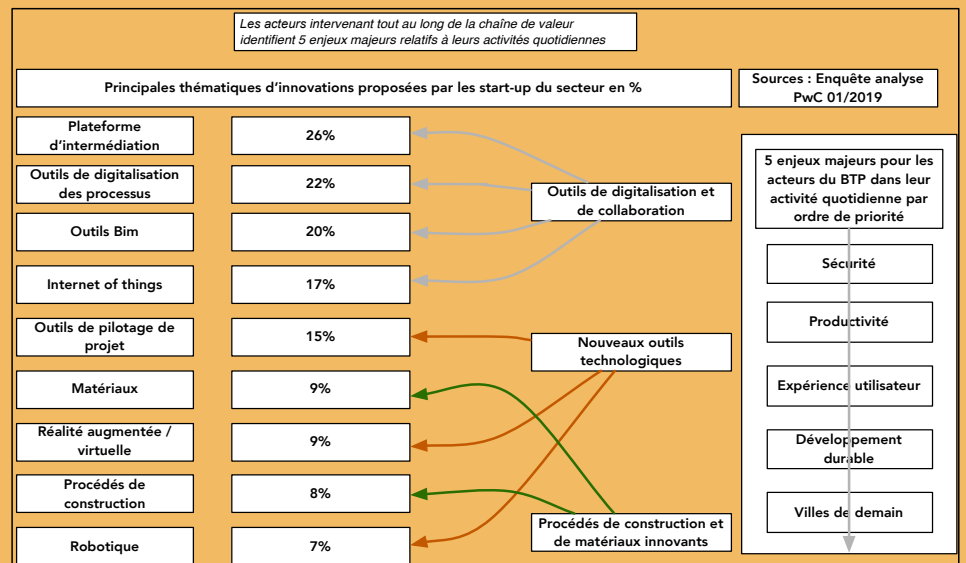 Les acteurs intervenant tout au long de la chaîne de valeur
identifient 5 enjeux majeurs relatifs à leurs activités quotidiennes
Principales thématiques d'innovations proposées par les start-up du secteur en %
Sources : Enquête analyse
PwC 01/2019
Plateforme
d'intermédiation
26%
Outils de digitalisation
des processus
22%
Outils Bim
20%
Internet of things
17%
Outils de pilotage de
projet
15%
Matériaux
9%
Réalité augmentée /
virtuelle
9%
Procédés de
construction
8%
Robotique
7%
Outils de digitalisation et
de collaboration
Nouveaux outils
technologiques
Procédés de construction et
de matériaux innovants
5 enjeux majeurs pour les
acteurs du BTP dans leur
activité quotidienne par
ordre de priorité
Sécurité
Productivité
Expérience utilisateur
Développement
durable
Villes de demain